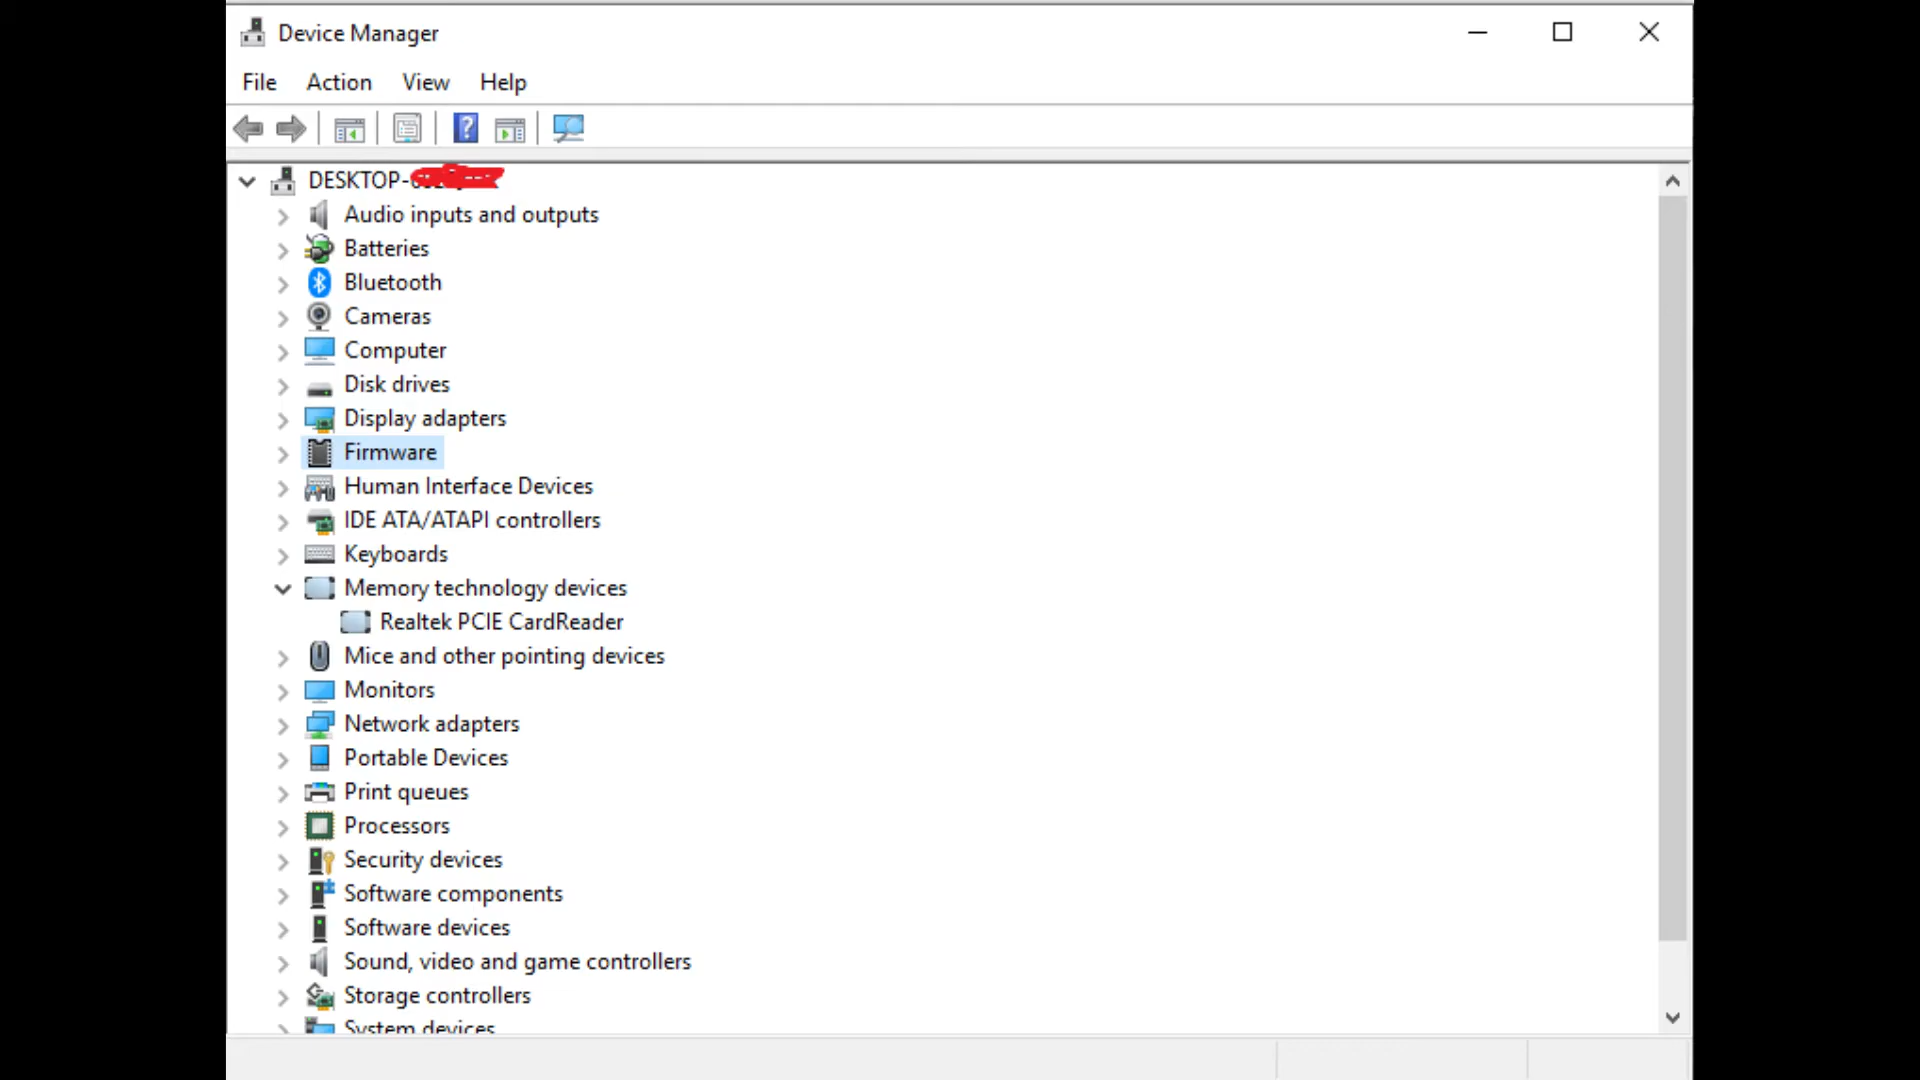 Device Manager
File Action View Help
DESKTOP-
Audio inputs and outputs
Batteries
Bluetooth
Cameras
Computer
Disk drives
Display adapters
Firmware
Human Interface Devices
IDE ATA/ATAPI controllers
Keyboards
Memory technology devices
Realtek PCIE CardReader
Mice and other pointing devices
Monitors
Network adapters
Portable Devices
Print queues
Processors
Security devices
Software components
Software devices
Sound, video and game controllers
Storage controllers
System devices